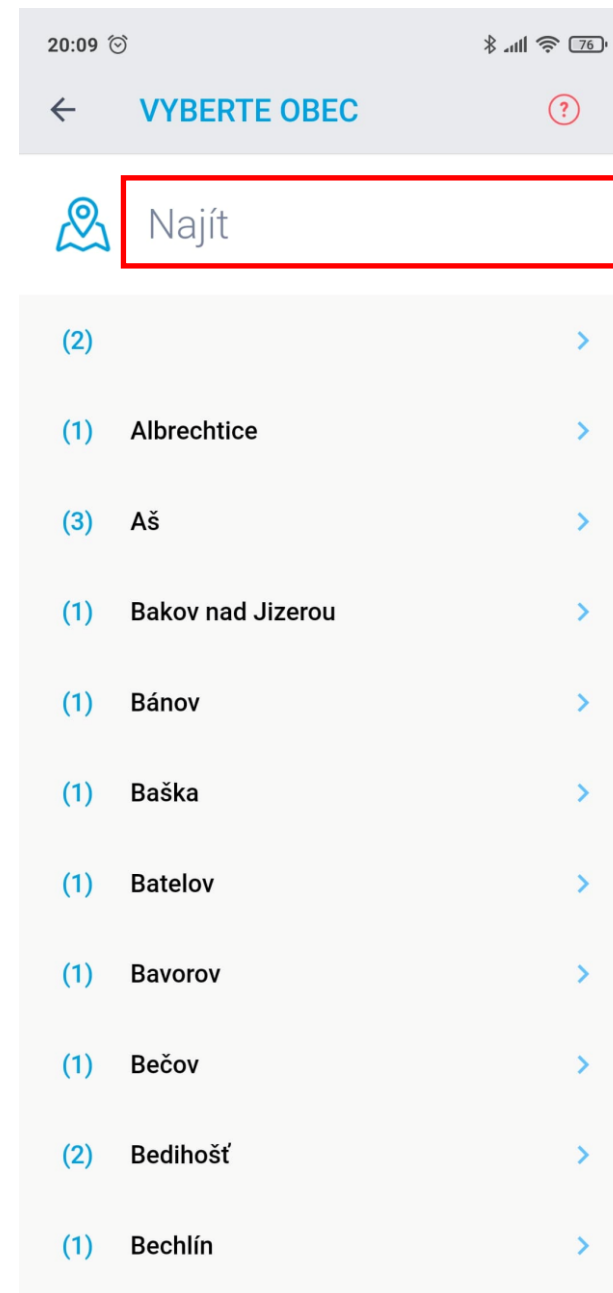 20:09 76
VYBERTE OBEC ?
Najít
(2)
(1) Albrechtice
(3) Aš
(1) Bakov nad Jizerou
(1) Bánov
(1) Baška
(1) Batelov
(1) Bavorov
(1) Bečov
(2) Bedihošť
(1) Bechlín